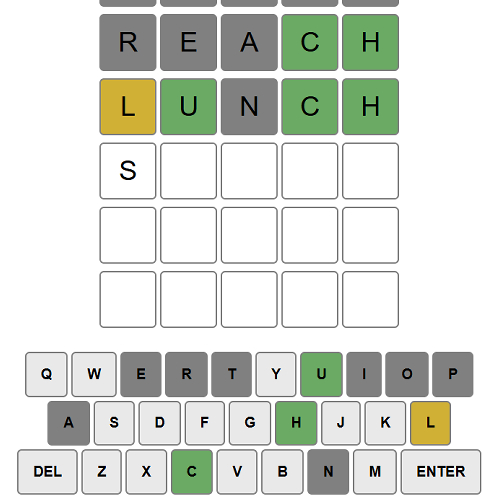 R E A C H
L U N C H
S
Q W E R T Y U I O P
A S D F G H J K L
DEL Z X C V B N M ENTER